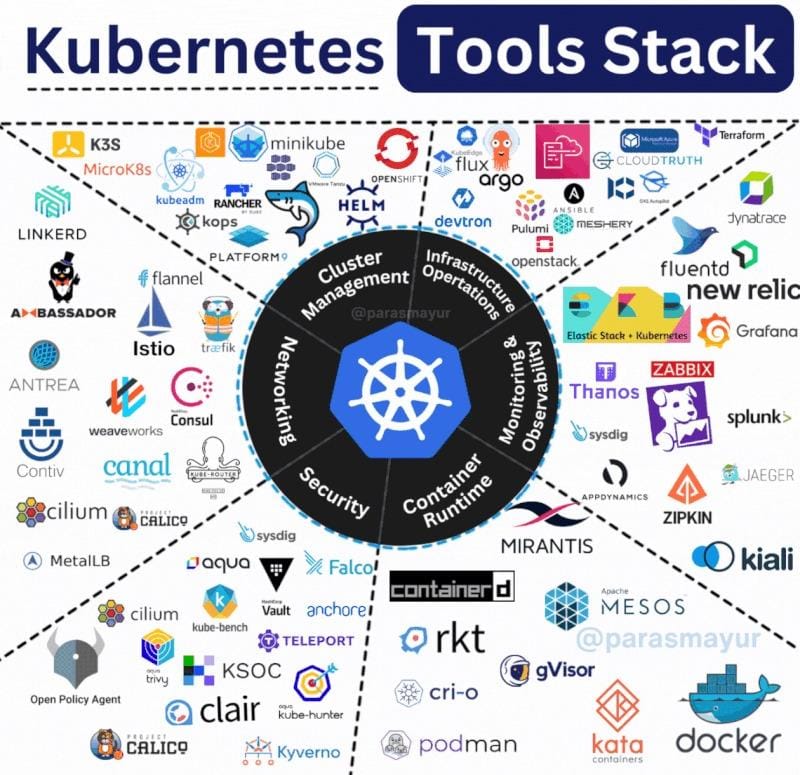 Kubernetes Tools Stack
K3S
MicroK8s
kubeadm
minikube
VMware Tanzu
OPENSHIFT
RANCHER
BY SUSE
HELM
kops
PLATFORM9
KubeEdge
flux
argo
Microsoft Azure
Terraform
CLOUDTRUTH
devtron
Pulumi
ANSIBLE
GKE Autopilot
MESHERY
openstack.
LINKERD
AMBASSADOR
flannel
Istio
træfik
ANTREA
weaveworks
HashiCorp
Consul
Contiv
canal
KUBE-ROUTER
cilium
PROJECT
CALICO
MetalLB
Cluster
Management
Infrastructure
Opertations
Networking
Monitoring &
Observability
Security
Container
Runtime
@parasmayur
dynatrace
fluentd
new relic
E K B
Elastic Stack + Kubernetes
Grafana
Thanos
ZABBIX
sysdig
splunk>
APPDYNAMICS
ZIPKIN
JAEGER
kiali
sysdig
aqua
HashiCorp
Vault
Falco
kube-bench
anchore
cilium
TELEPORT
Open Policy Agent
aqua
trivy
KSOC
aqua
kube-hunter
clair
PROJECT
CALICO
Kyverno
MIRANTIS
containerd
Apache
MESOS
@parasmayur
rkt
gVisor
cri-o
podman
kata
containers
docker